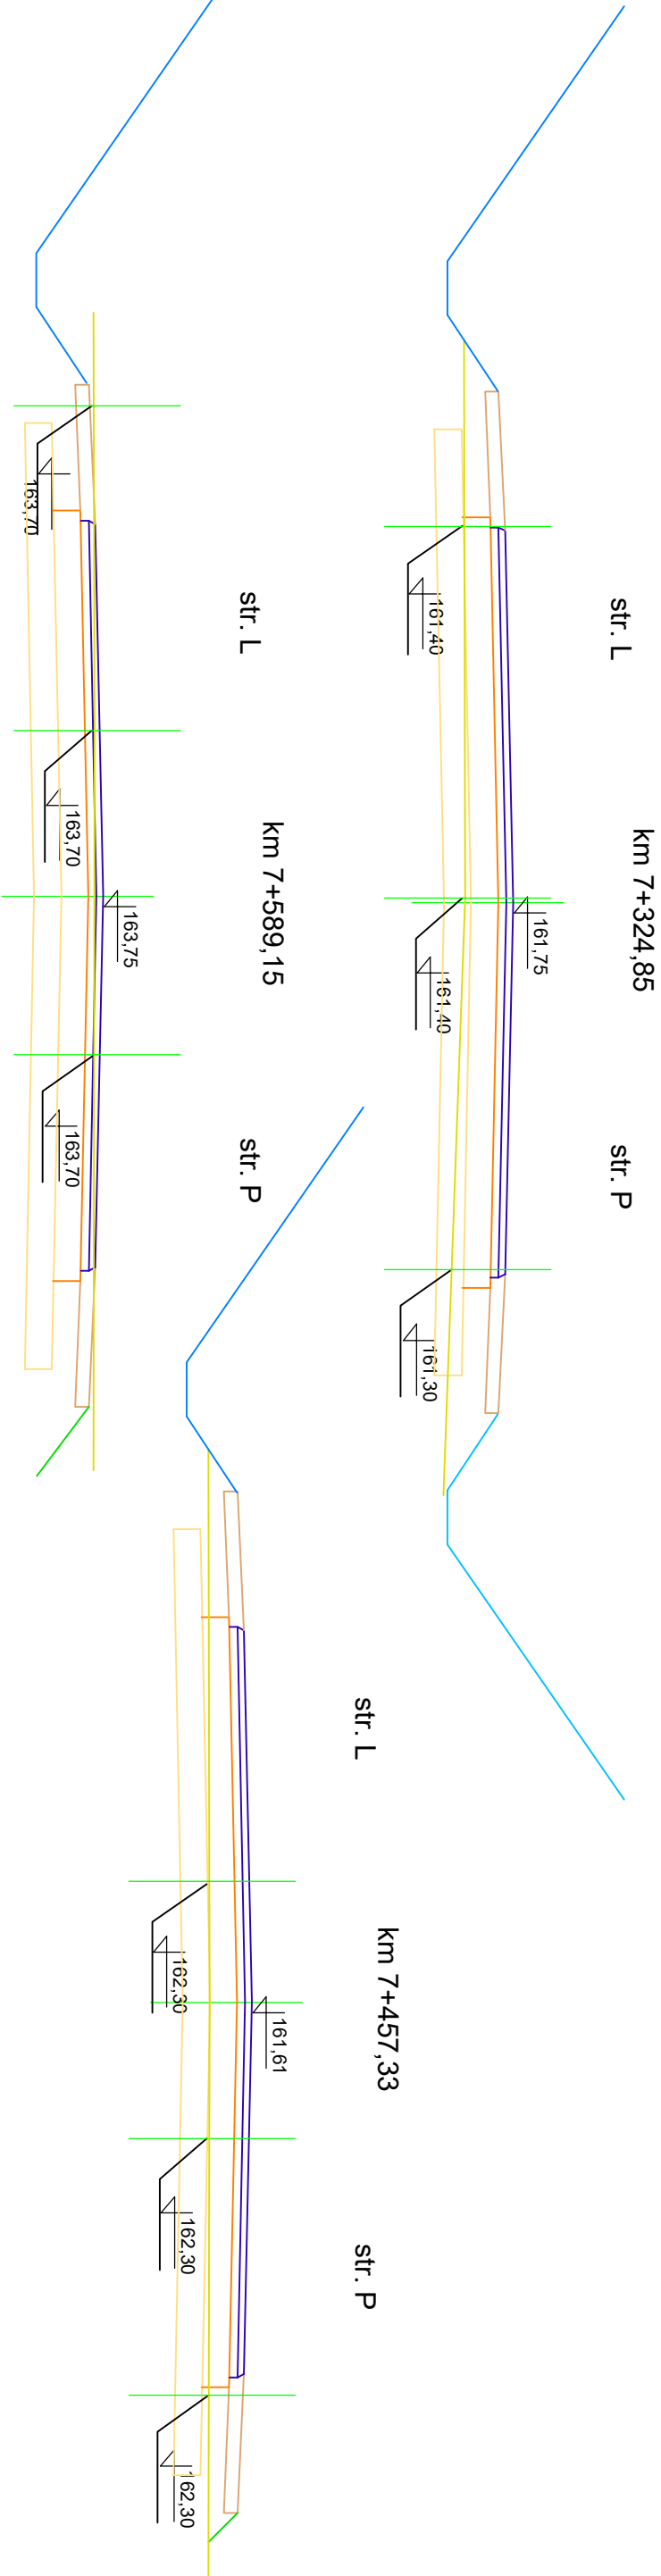 km 7+324,85
str. L
str. P
161,75
161,40
161,40
161,30
km 7+589,15
str. L
str. P
163,75
163,70
163,70
163,70
km 7+457,33
str. L
str. P
161,61
162,30
162,30
162,30